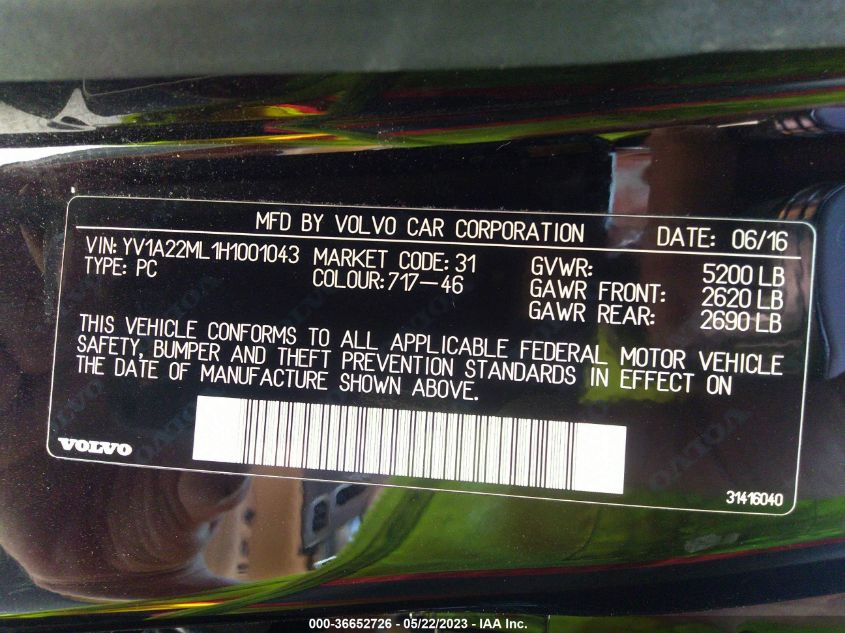 MFD BY VOLVO CAR CORPORATION DATE: 06/16
VIN: YV1A22ML1H1001043 MARKET CODE: 31 GVWR: 5200 LB
TYPE: PC COLOUR: 717-46 GAWR FRONT: 2620 LB
GAWR REAR: 2690 LB
THIS VEHICLE CONFORMS TO ALL APPLICABLE FEDERAL MOTOR VEHICLE
SAFETY, BUMPER AND THEFT PREVENTION STANDARDS IN EFFECT ON
THE DATE OF MANUFACTURE SHOWN ABOVE.
VOLVO
31416040
000-36652726 - 05/22/2023 - IAA Inc.